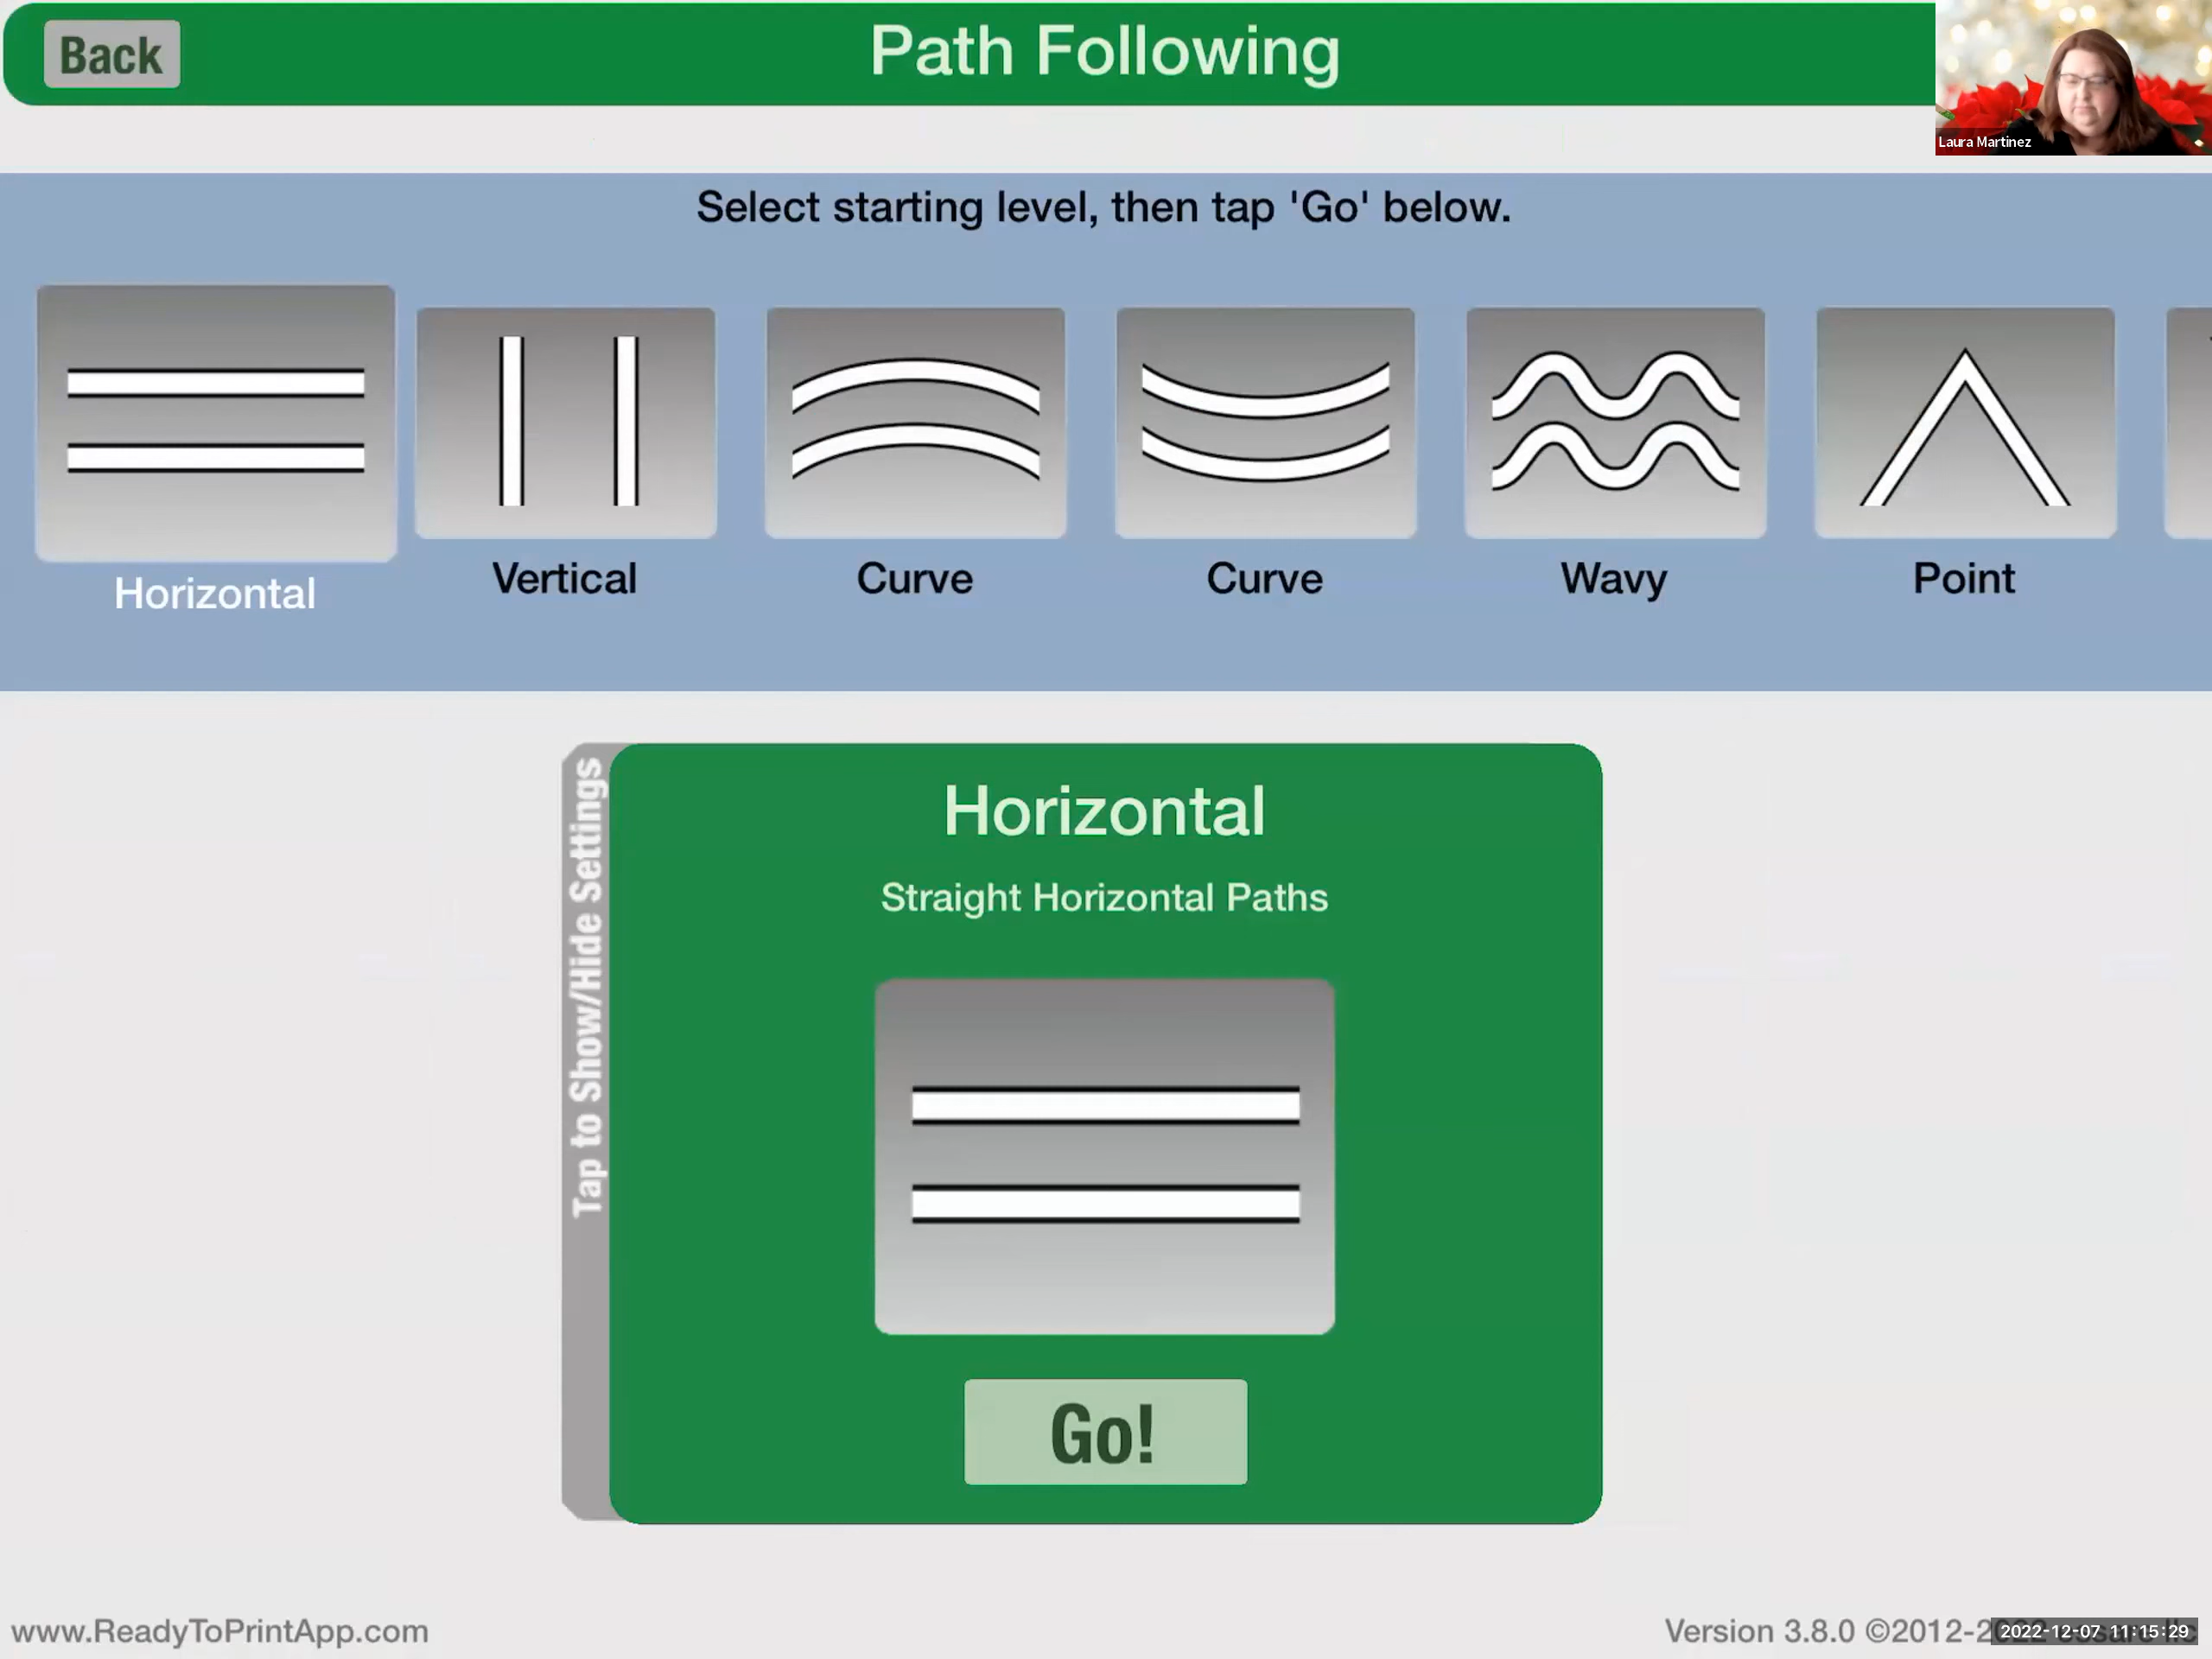 Back
Path Following
Laura Martinez
Select starting level, then tap 'Go' below.
Horizontal
Vertical
Curve
Curve
Wavy
Point
Tap to Show/Hide Settings
Horizontal
Straight Horizontal Paths
Go!
www.ReadyToPrintApp.com
Version 3.8.0 ©2012-2022
2022-12-07 11:15:29